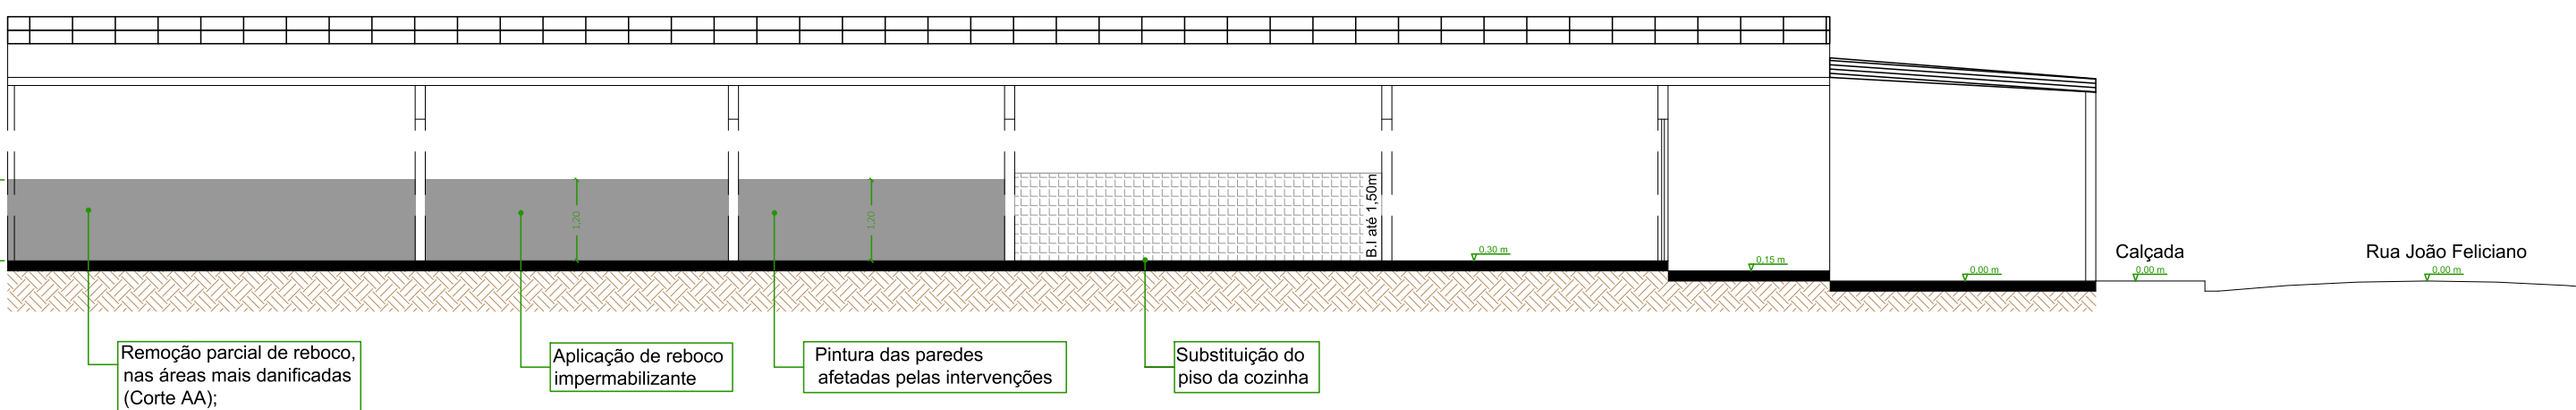 1,20
1,20
B.I até 1,50m
0,30 m
0,15 m
0,00 m
Calçada
0,00 m
Rua João Feliciano
0,00 m
Remoção parcial de reboco,
nas áreas mais danificadas
(Corte AA);
Aplicação de reboco
impermabilizante
Pintura das paredes
afetadas pelas intervenções
Substituição do
piso da cozinha